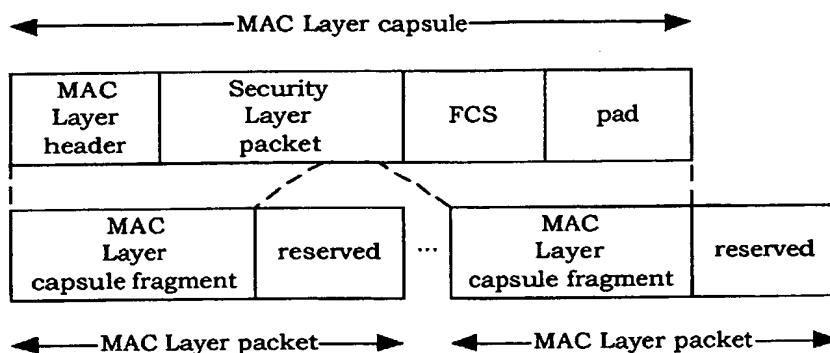 MAC Layer capsule
MAC Layer header
Security Layer packet
FCS
pad
MAC Layer capsule fragment
reserved
...
MAC Layer capsule fragment
reserved
MAC Layer packet
MAC Layer packet